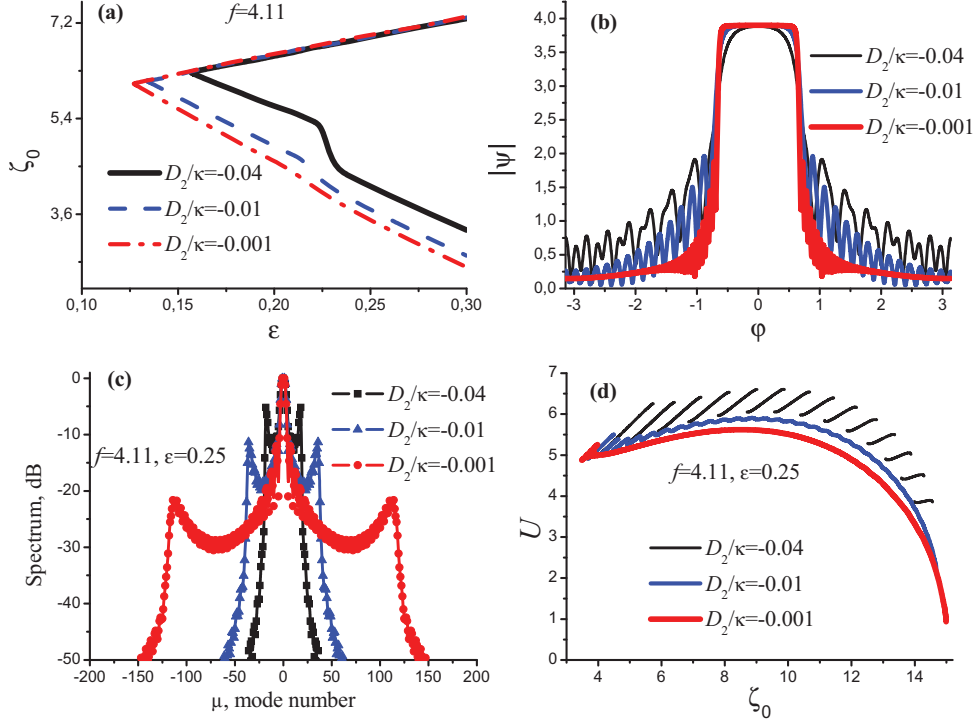 (a)
f=4.11
7,2
5,4
3,6
ζ0
D2/κ=-0.04
D2/κ=-0.01
D2/κ=-0.001
0,10 0,15 0,20 0,25 0,30
ε
(b)
4,0
3,5
3,0
2,5
2,0
1,5
1,0
0,5
0,0
|ψ|
D2/κ=-0.04
D2/κ=-0.01
D2/κ=-0.001
-3 -2 -1 0 1 2 3
φ
(c)
0
-10
-20
-30
-40
-50
Spectrum, dB
D2/κ=-0.04
D2/κ=-0.01
D2/κ=-0.001
f=4.11, ε=0.25
-200 -150 -100 -50 0 50 100 150 200
μ, mode number
(d)
7
6
5
4
3
2
1
0
U
f=4.11, ε=0.25
D2/κ=-0.04
D2/κ=-0.01
D2/κ=-0.001
4 6 8 10 12 14
ζ0